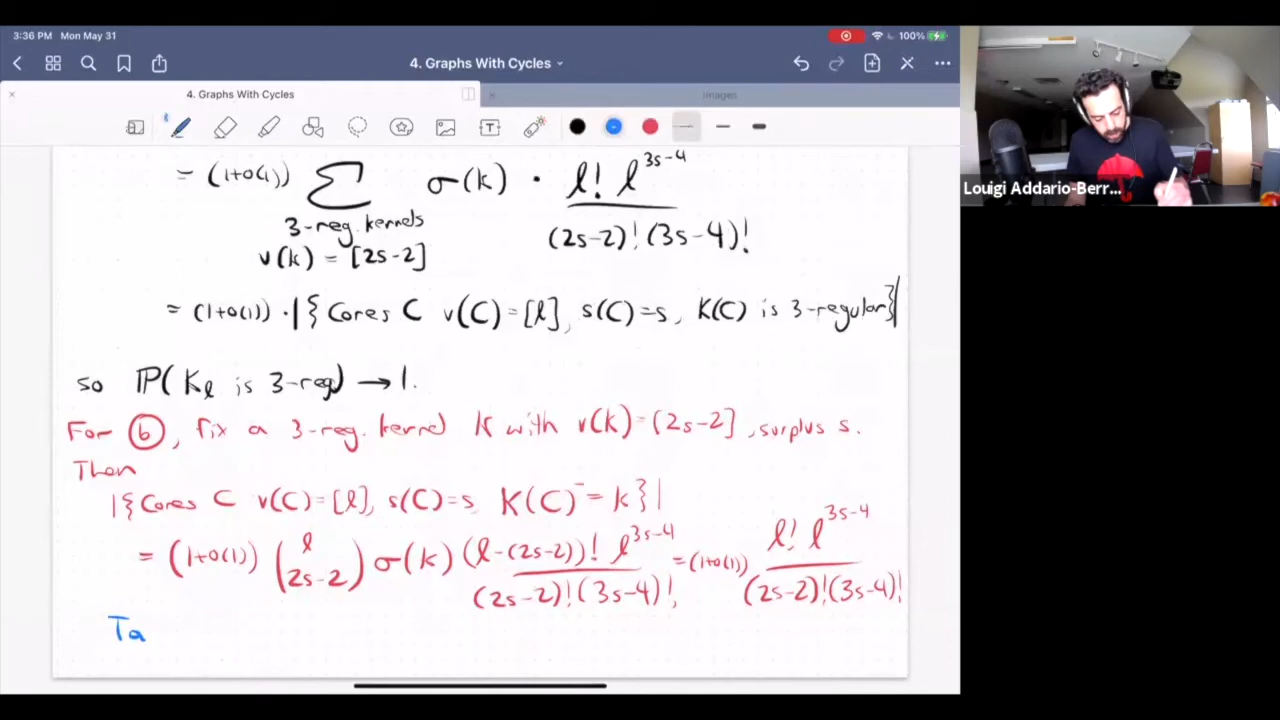 3:36 PM Mon May 31
100%
4. Graphs With Cycles
4. Graphs With Cycles
Images
= (1+o(1)) Σ σ(k) · l! l^{3s-4} / (2s-2)! (3s-4)!
3-reg. kernels
v(k) = [2s-2]
= (1+o(1)) · |{Cores C v(C) = [l], s(C)=s, K(C) is 3-regular}|
so ℙ(K_l is 3-reg) → 1.
For (b), fix a 3-reg. kernel K with v(k) = [2s-2], surplus s.
Then
|{Cores C v(C) = [l], s(C)=s K(C)^- = k}|
= (1+o(1)) (l 2s-2) σ(k) (l-(2s-2))! l^{3s-4} / (2s-2)! (3s-4)! = (1+o(1)) l! l^{3s-4} / (2s-2)! (3s-4)!
Ta
Louigi Addario-Berr...